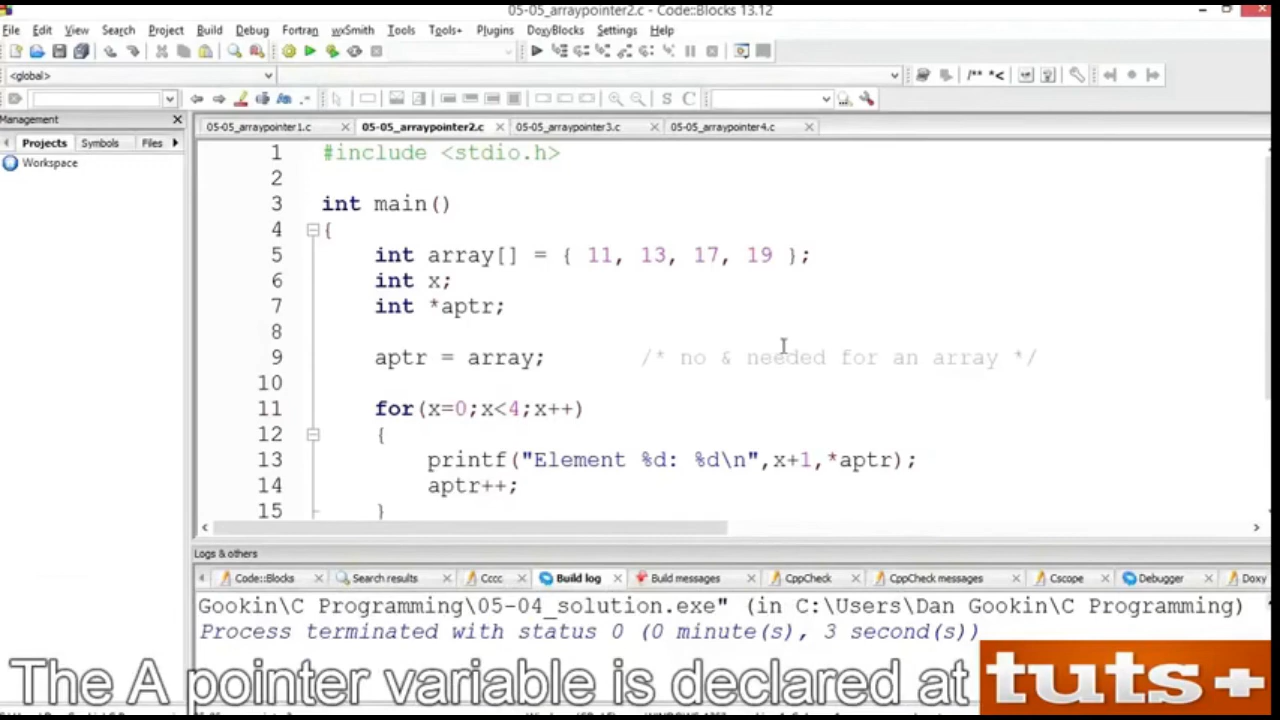 05-05_arraypointer2.c - Code::Blocks 13.12
File Edit View Search Project Build Debug Fortran wxSmith Tools Tools+ Plugins DoxyBlocks Settings Help
<global>
/** *<
S C
Management
05-05_arraypointer1.c 05-05_arraypointer2.c 05-05_arraypointer3.c 05-05_arraypointer4.c
Projects Symbols Files
Workspace
1 #include <stdio.h>
2
3 int main()
4 {
5 int array[] = { 11, 13, 17, 19 };
6 int x;
7 int *aptr;
8
9 aptr = array; /* no & needed for an array */
10
11 for(x=0;x<4;x++)
12 {
13 printf("Element %d: %d\n",x+1,*aptr);
14 aptr++;
15 }
Logs & others
Code::Blocks Search results Cccc Build log Build messages CppCheck CppCheck messages Cscope Debugger Doxy
Gookin\C Programming\05-04_solution.exe" (in C:\Users\Dan Gookin\C Programming)
Process terminated with status 0 (0 minute(s), 3 second(s))
The A pointer variable is declared at
tuts+